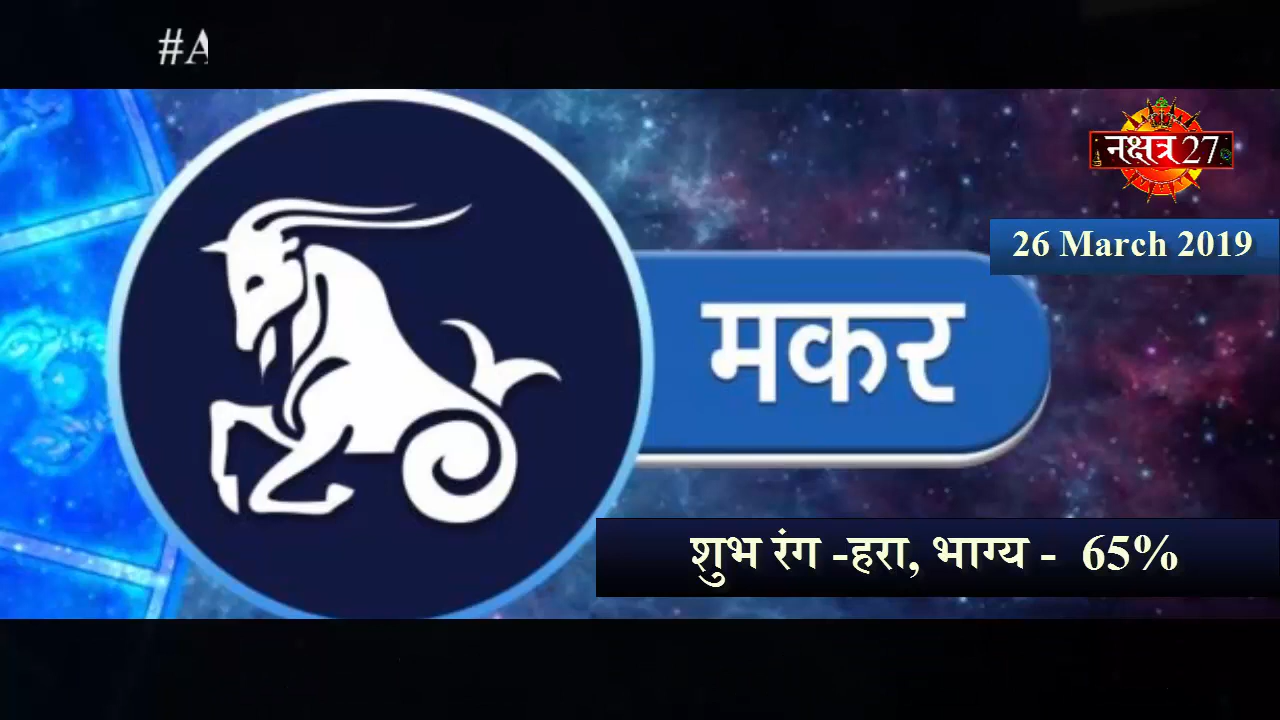 #A
नक्षत्र 27
26 March 2019
मकर
शुभ रंग -हरा, भाग्य - 65%